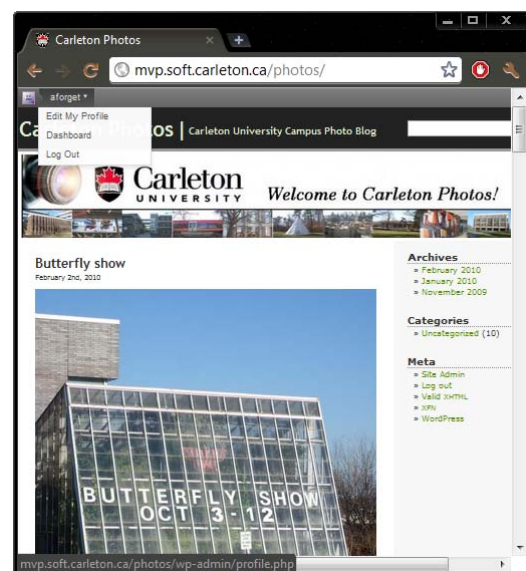 Carleton Photos
mvp.soft.carleton.ca/photos/
aforget
Edit My Profile
Dashboard
Log Out
Carleton University Campus Photo Blog
Carleton
UNIVERSITY
Welcome to Carleton Photos!
Butterfly show
February 2nd, 2010
BUTTERFLY SHOW
OCT 3-12
Archives
» February 2010
» January 2010
» November 2009
Categories
» Uncategorized (10)
Meta
» Site Admin
» Log out
» Valid XHTML
» XFN
» WordPress
mvp.soft.carleton.ca/photos/wp-admin/profile.php